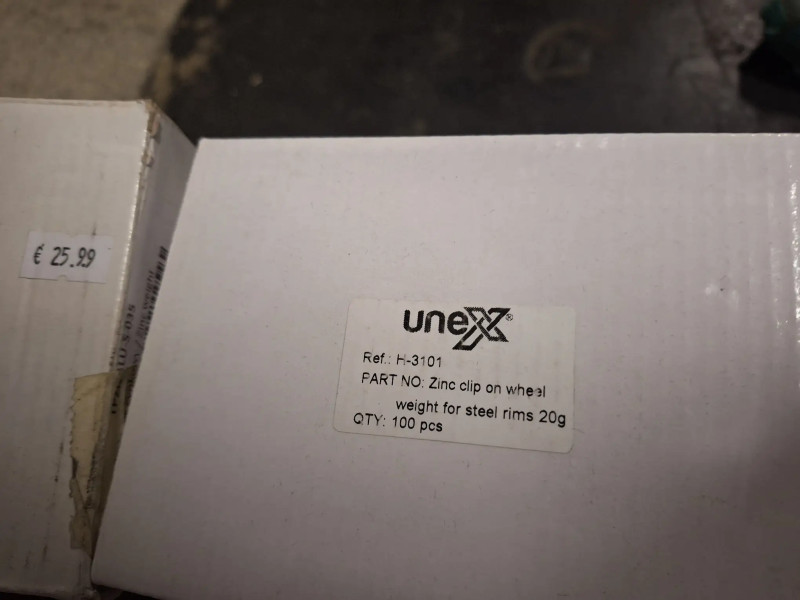 € 25.99
unex®
Ref.: H-3101
PART NO: Zinc clip on wheel
weight for steel rims 20g
QTY: 100 pcs